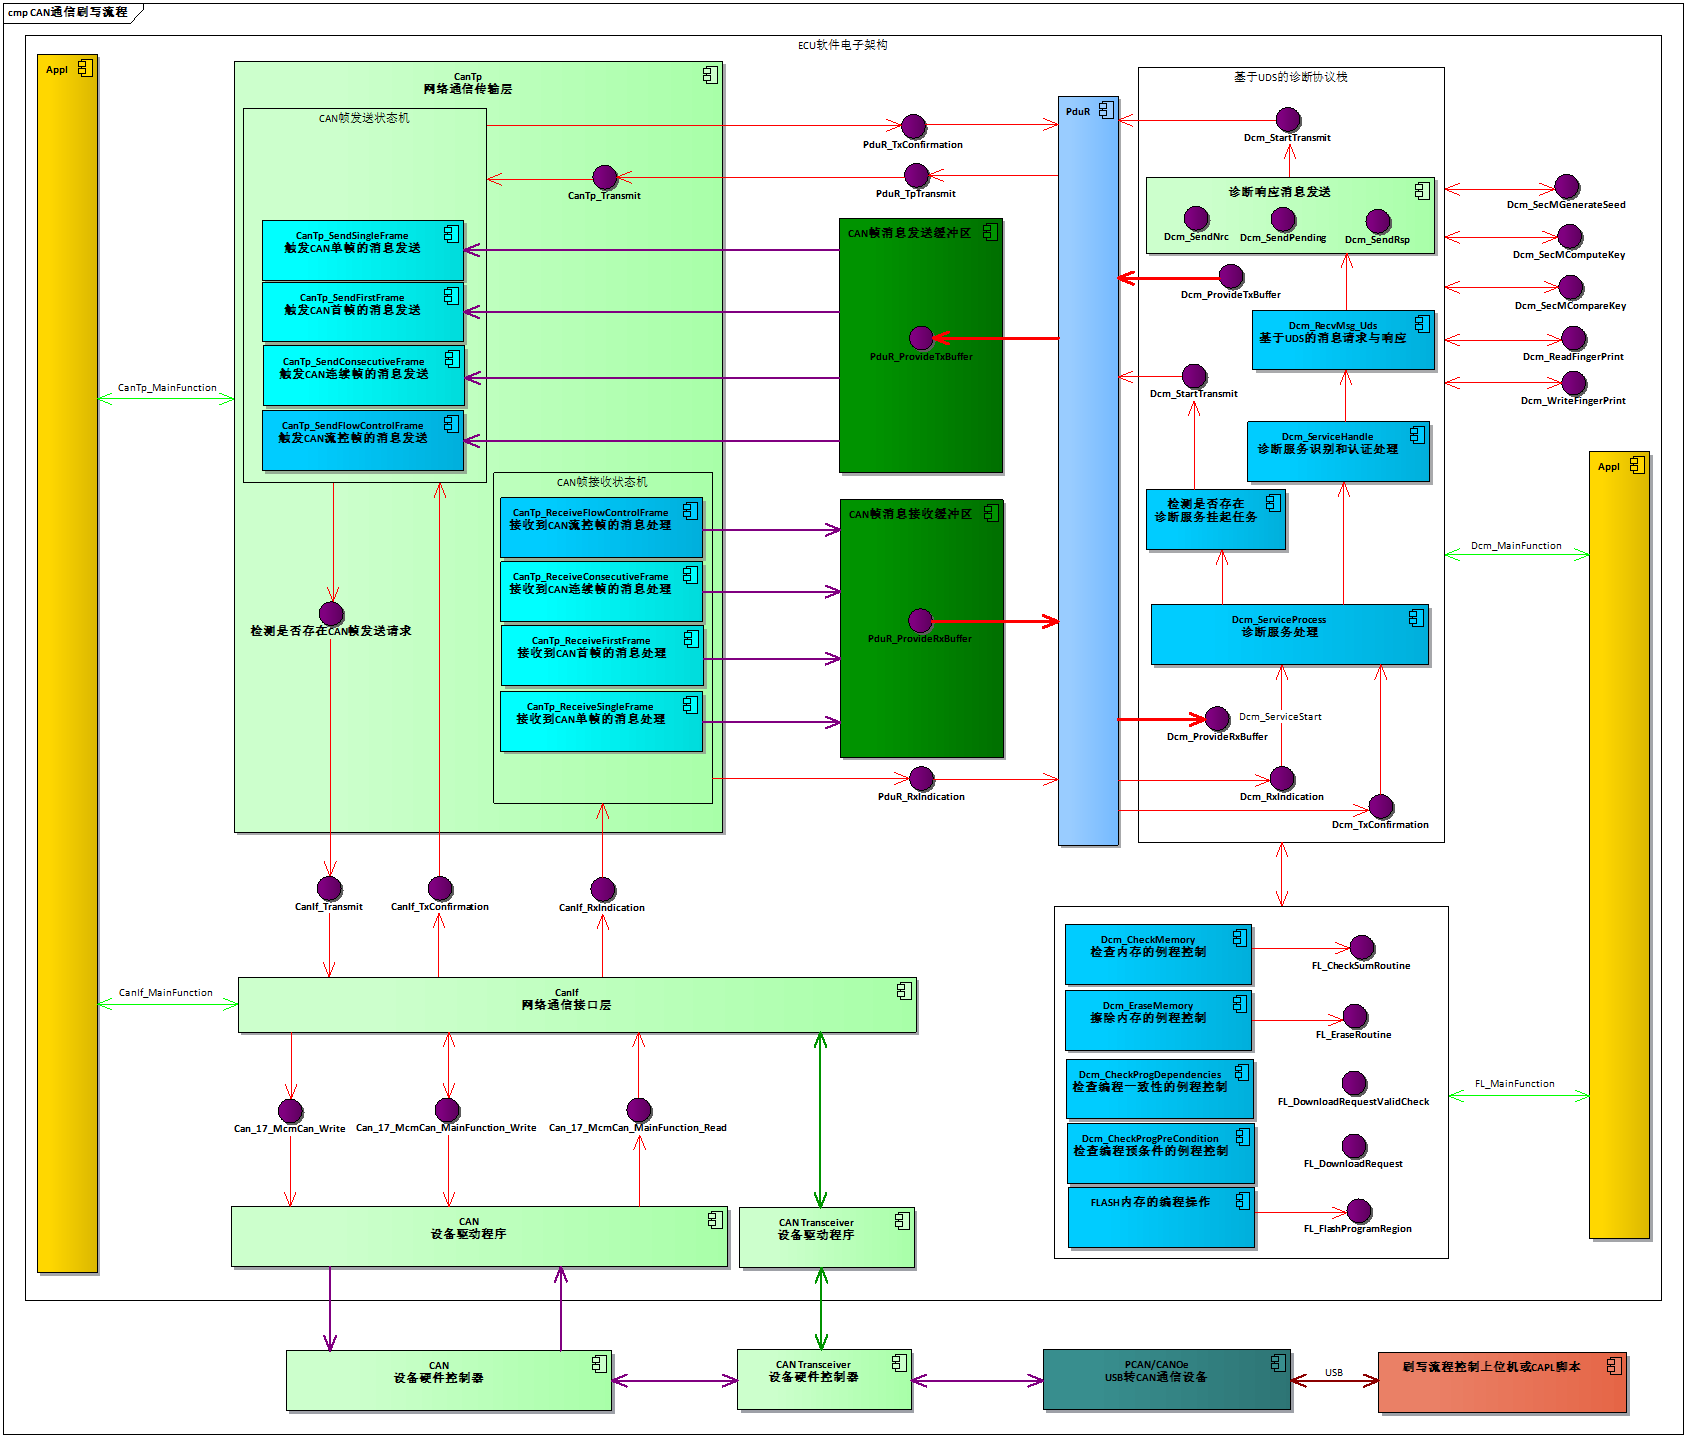 cmp CAN通信刷写流程
ECU软件电子架构
Appl
CanTp
网络通信传输层
CAN帧发送状态机
CanTp_SendSingleFrame
触发CAN单帧的消息发送
CanTp_SendFirstFrame
触发CAN首帧的消息发送
CanTp_SendConsecutiveFrame
触发CAN连续帧的消息发送
CanTp_SendFlowControlFrame
触发CAN流控帧的消息发送
CanTp_MainFunction
CanTp_Transmit
PduR_TxConfirmation
PduR_TpTransmit
CAN帧消息发送缓冲区
PduR_ProvideTxBuffer
CAN帧接收状态机
CanTp_ReceiveFlowControlFrame
接收到CAN流控帧的消息处理
CanTp_ReceiveConsecutiveFrame
接收到CAN连续帧的消息处理
CanTp_ReceiveFirstFrame
接收到CAN首帧的消息处理
CanTp_ReceiveSingleFrame
接收到CAN单帧的消息处理
CAN帧消息接收缓冲区
PduR_ProvideRxBuffer
PduR_RxIndication
检测是否存在CAN帧发送请求
PduR
基于UDS的诊断协议栈
Dcm_StartTransmit
诊断响应消息发送
Dcm_SendNrc
Dcm_SendPending
Dcm_SendRsp
Dcm_ProvideTxBuffer
Dcm_RecvMsg_Uds
基于UDS的消息请求与响应
Dcm_StartTransmit
Dcm_ServiceHandle
诊断服务识别和认证处理
检测是否存在
诊断服务挂起任务
Dcm_ServiceProcess
诊断服务处理
Dcm_ServiceStart
Dcm_ProvideRxBuffer
Dcm_RxIndication
Dcm_TxConfirmation
Dcm_SecMGenerateSeed
Dcm_SecMComputeKey
Dcm_SecMCompareKey
Dcm_ReadFingerPrint
Dcm_WriteFingerPrint
Appl
Dcm_MainFunction
CanIf_Transmit
CanIf_TxConfirmation
CanIf_RxIndication
CanIf_MainFunction
CanIf
网络通信接口层
Can_17_McmCan_Write
Can_17_McmCan_MainFunction_Write
Can_17_McmCan_MainFunction_Read
CAN
设备驱动程序
CAN Transceiver
设备驱动程序
Dcm_CheckMemory
检查内存的例程控制
FL_CheckSumRoutine
Dcm_EraseMemory
擦除内存的例程控制
FL_EraseRoutine
Dcm_CheckProgDependencies
检查编程一致性的例程控制
FL_DownloadRequestValidCheck
Dcm_CheckProgPreCondition
检查编程预条件的例程控制
FL_DownloadRequest
FLASH内存的编程操作
FL_FlashProgramRegion
FL_MainFunction
CAN
设备硬件控制器
CAN Transceiver
设备硬件控制器
PCAN/CANOe
USB转CAN通信设备
USB
刷写流程控制上位机或CAPL脚本